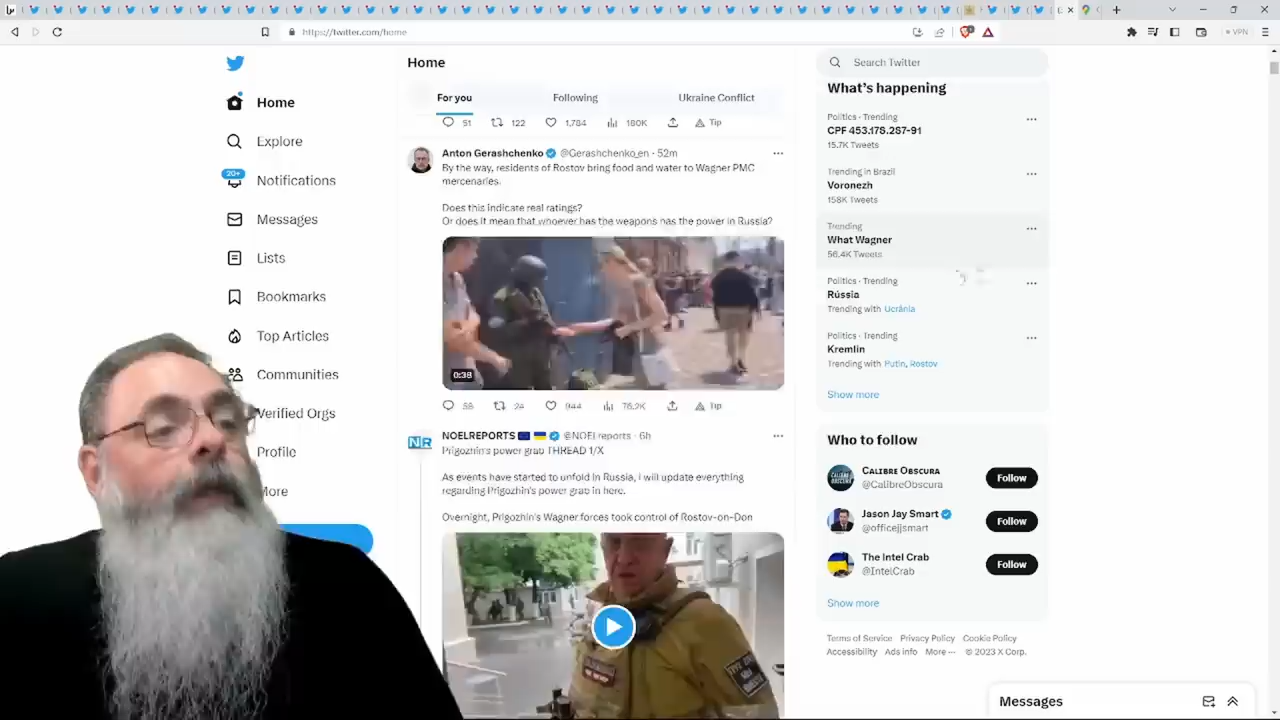 https://twitter.com/home
VPN
Home
Explore
20+
Notifications
Messages
Lists
Bookmarks
Top Articles
Communities
Verified Orgs
Profile
More
Home
For you
Following
Ukraine Conflict
51
122
1,784
180K
Tip
Anton Gerashchenko @Gerashchenko_en · 52m
By the way, residents of Rostov bring food and water to Wagner PMC
mercenaries.
Does this indicate real ratings?
Or does it mean that whoever has the weapons has the power in Russia?
0:38
58
24
944
76.2K
Tip
NR
NOELREPORTS @NOELreports · 6h
Prigozhin's power grab THREAD 1/X
As events have started to unfold in Russia, i will update everything
regarding Prigozhin's power grab in here.
Overnight, Prigozhin's Wagner forces took control of Rostov-on-Don
Search Twitter
What's happening
Politics · Trending
CPF 453.178.287-91
15.7K Tweets
Trending in Brazil
Voronezh
158K Tweets
Trending
What Wagner
56.4K Tweets
Politics · Trending
Rússia
Trending with Ucrânia
Politics · Trending
Kremlin
Trending with Putin, Rostov
Show more
Who to follow
Calibre Obscura
@CalibreObscura
Follow
Jason Jay Smart
@officejjsmart
Follow
The Intel Crab
@IntelCrab
Follow
Show more
Terms of Service Privacy Policy Cookie Policy
Accessibility Ads info More ··· © 2023 X Corp.
Messages